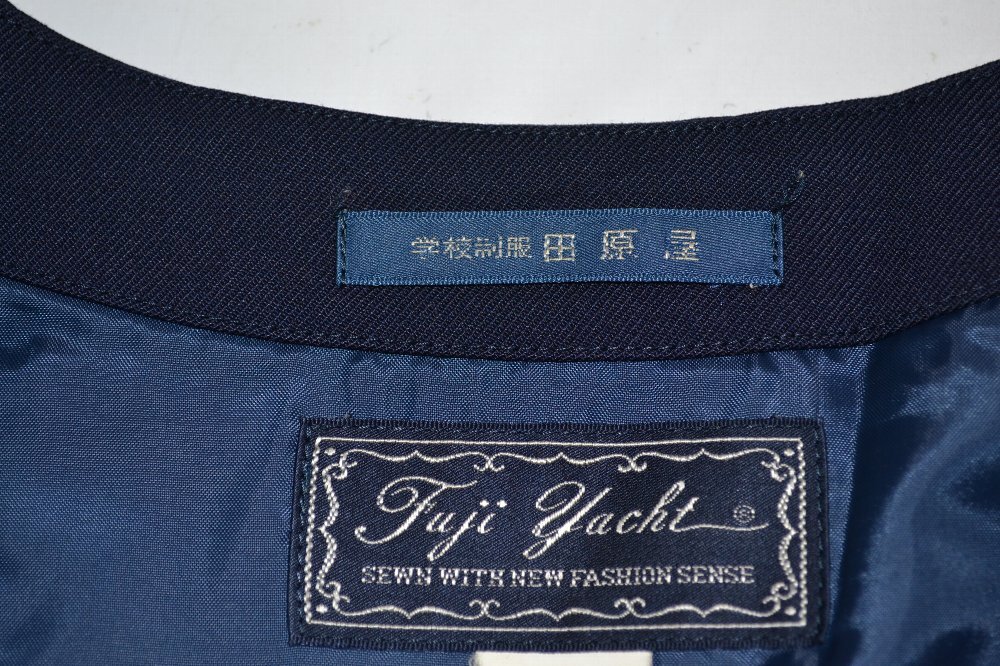 学校制服 田原屋
Fuji Yacht ®
SEWN WITH NEW FASHION SENSE